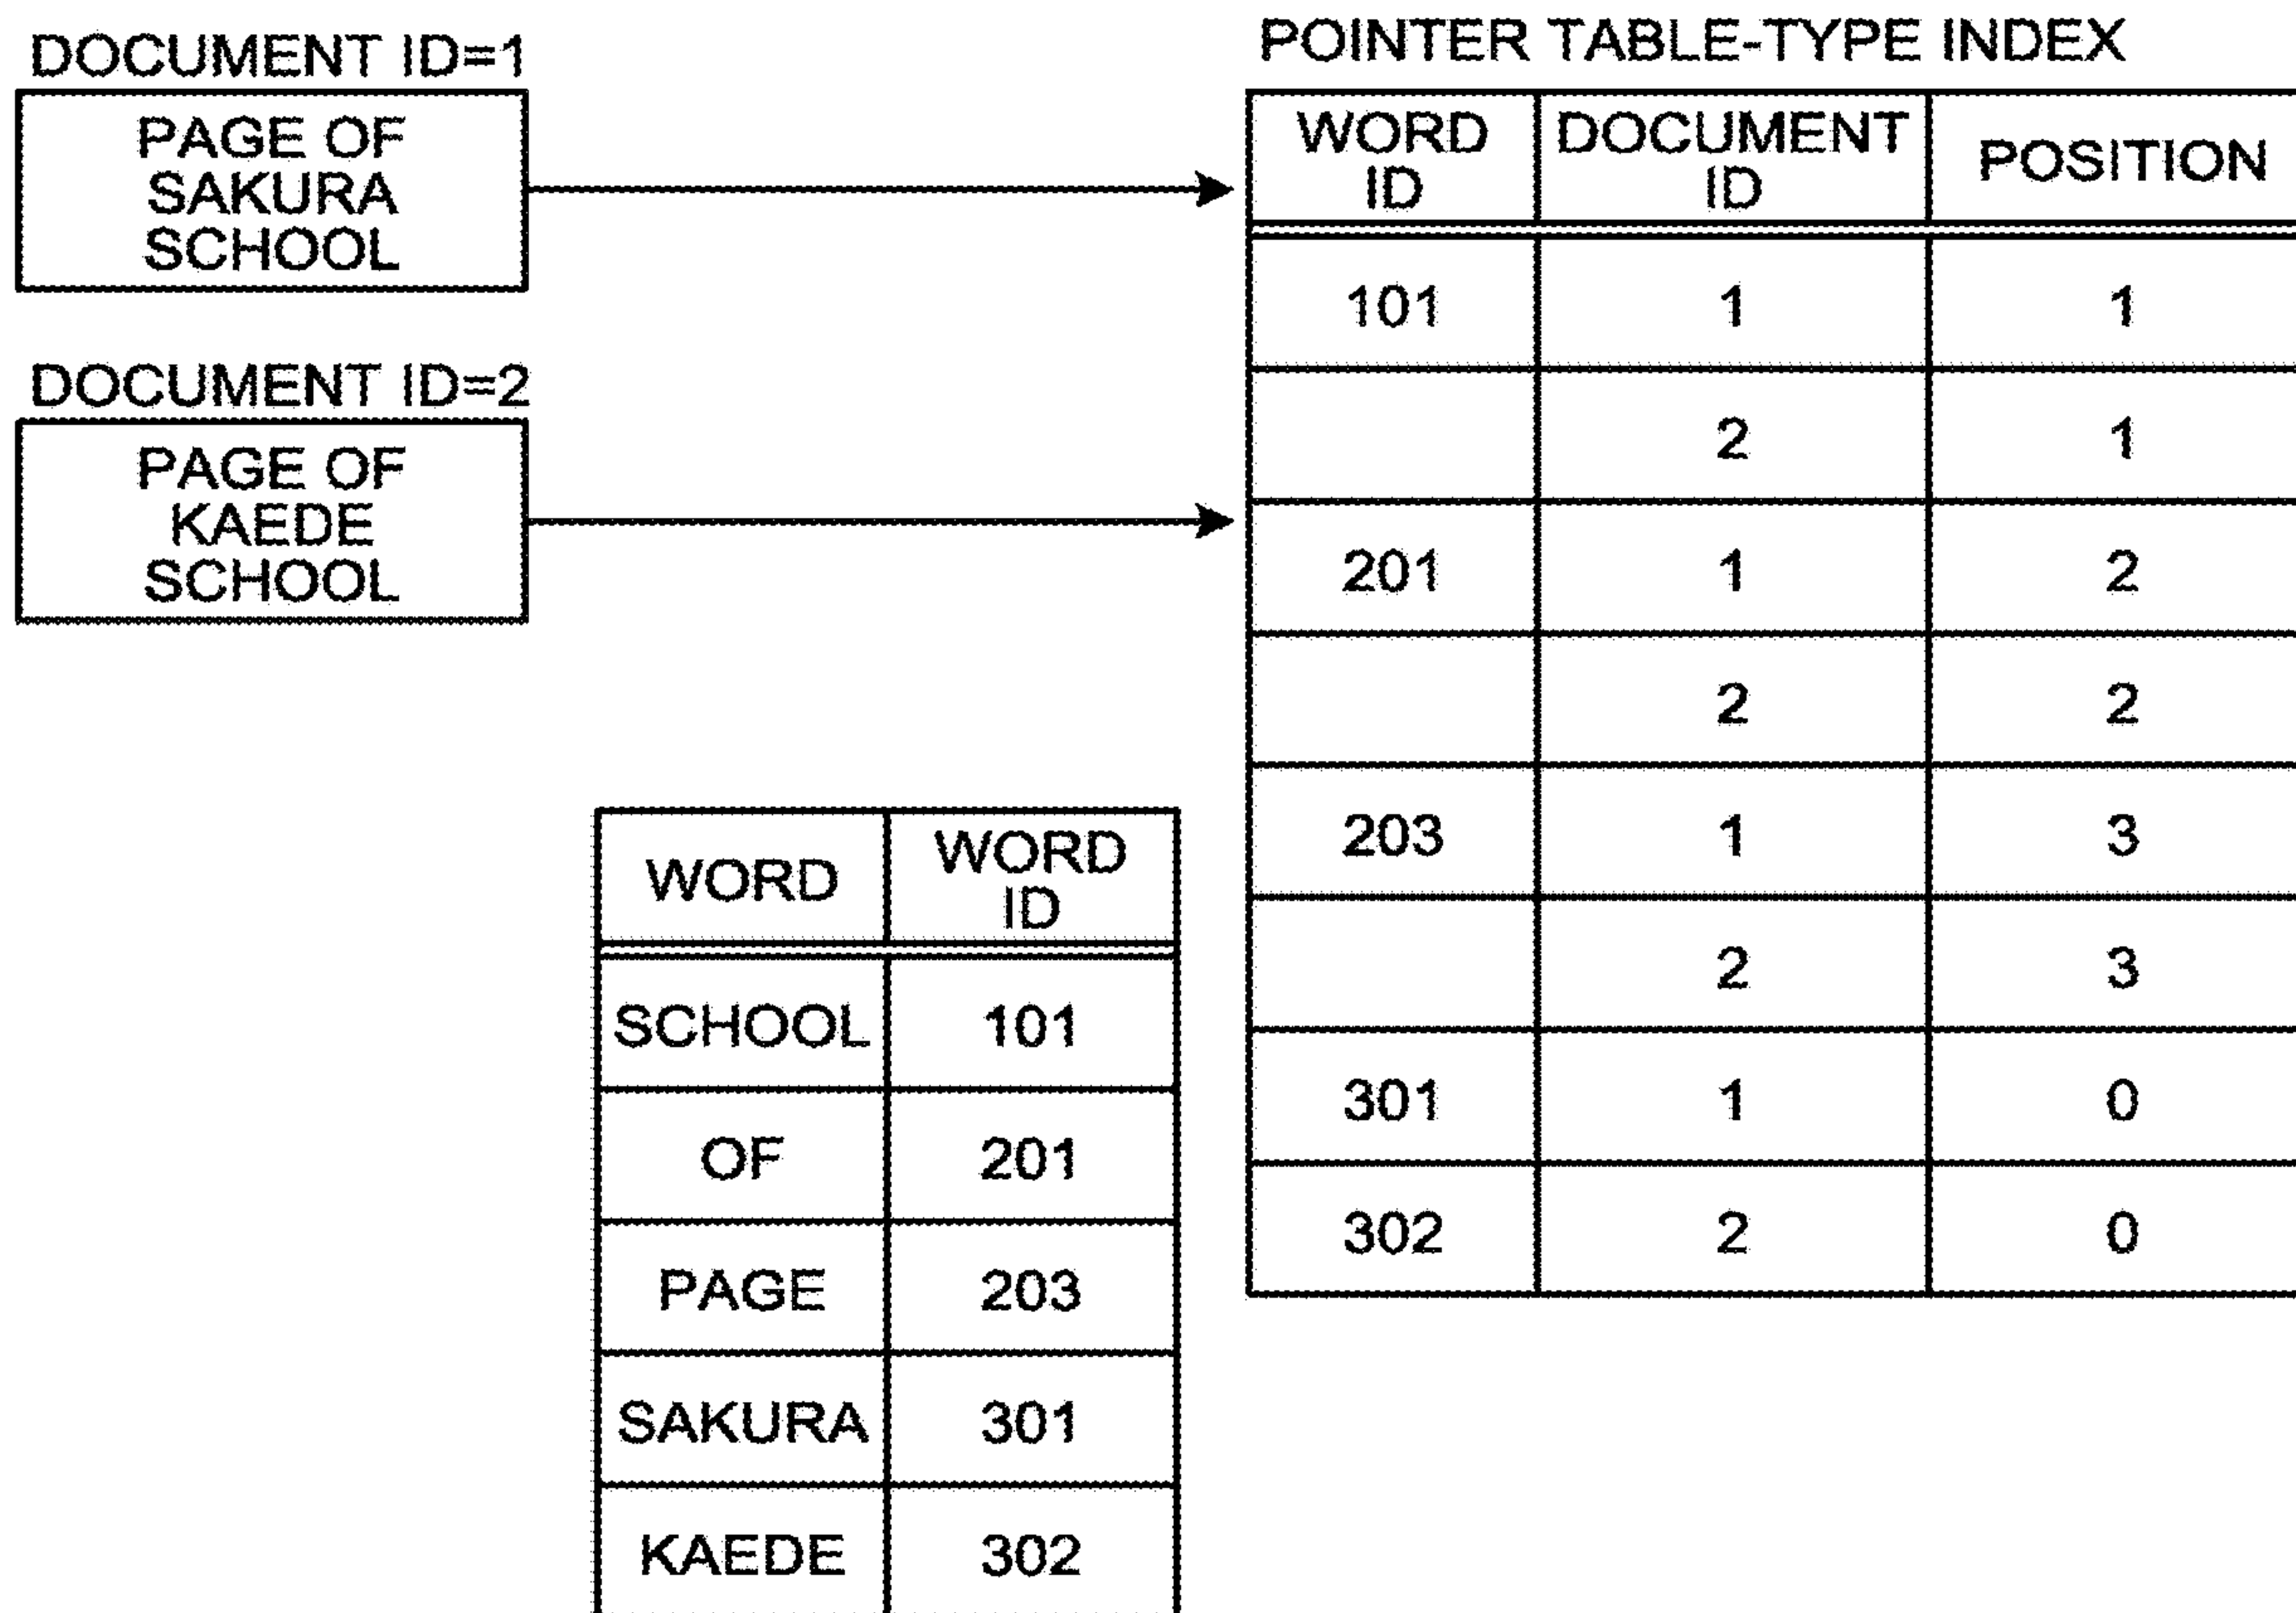 DOCUMENT ID=1
PAGE OF
SAKURA
SCHOOL
DOCUMENT ID=2
PAGE OF
KAEDE
SCHOOL
POINTER TABLE-TYPE INDEX
WORD ID DOCUMENT ID POSITION
101 1 1
2 1
201 1 2
2 2
203 1 3
2 3
301 1 0
302 2 0
WORD WORD ID
SCHOOL 101
OF 201
PAGE 203
SAKURA 301
KAEDE 302